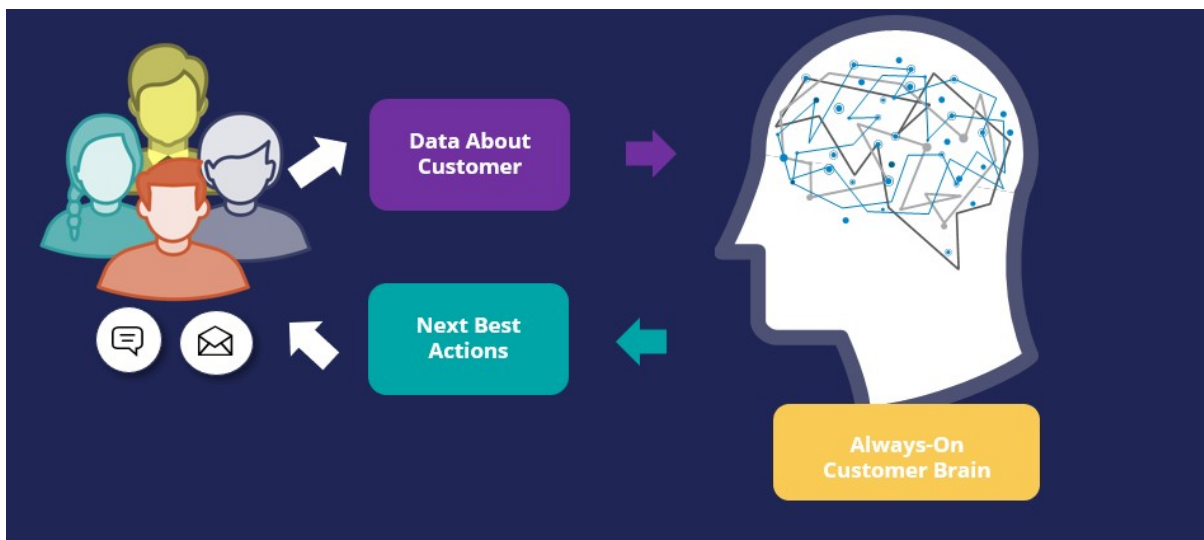 Data About
Customer
Next Best
Actions
Always-On
Customer Brain